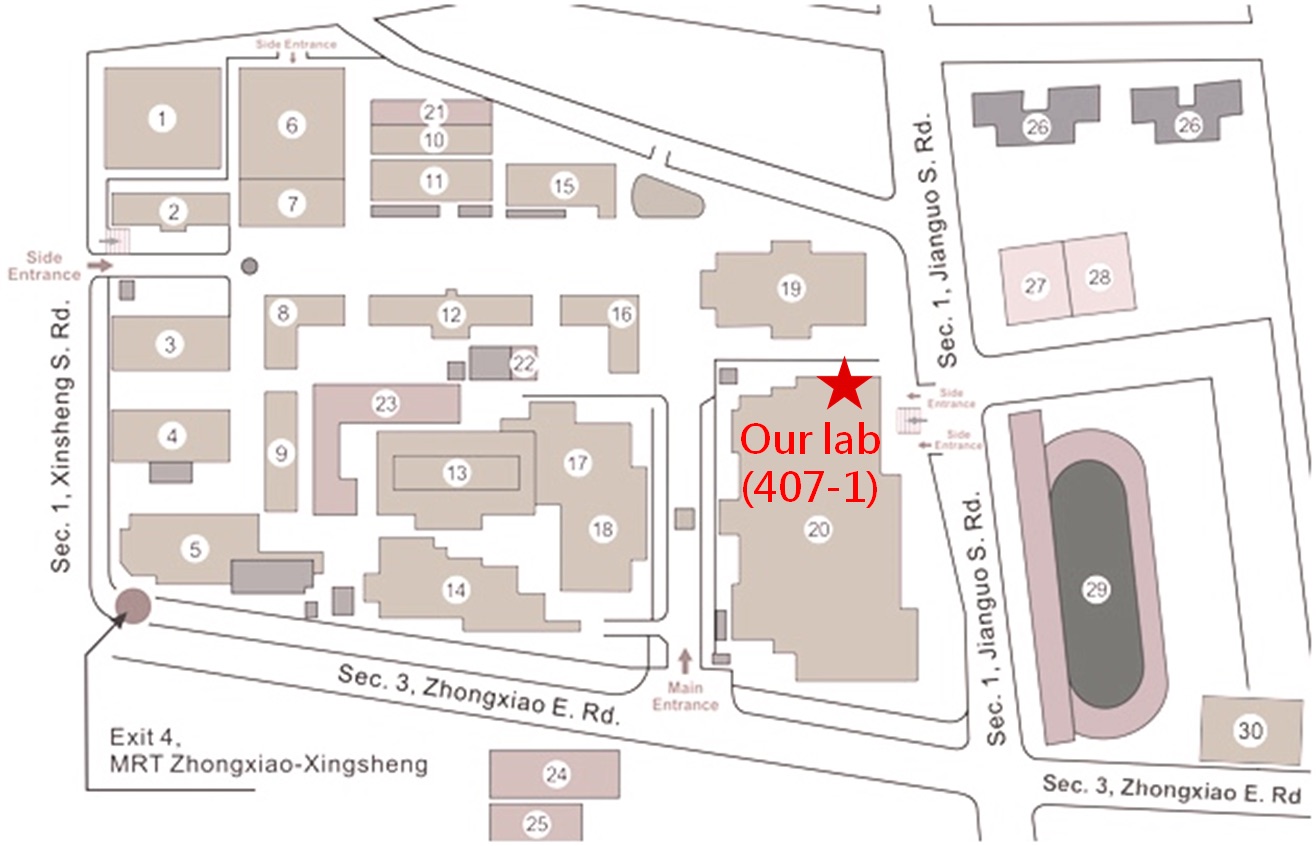 Side Entrance
1
6
21
10
11
15
2
7
26
26
Side
Entrance
19
27
28
8
12
16
3
22
23
Sec. 1, Jianguo S. Rd.
Sec. 1, Xinsheng S. Rd.
Side
Entrance
Side
Entrance
4
9
13
17
Our lab
(407-1)
18
20
5
14
29
Sec. 1, Jianguo S. Rd.
Main
Entrance
Sec. 3, Zhongxiao E. Rd.
30
Exit 4,
MRT Zhongxiao-Xingsheng
24
25
Sec. 3, Zhongxiao E. Rd